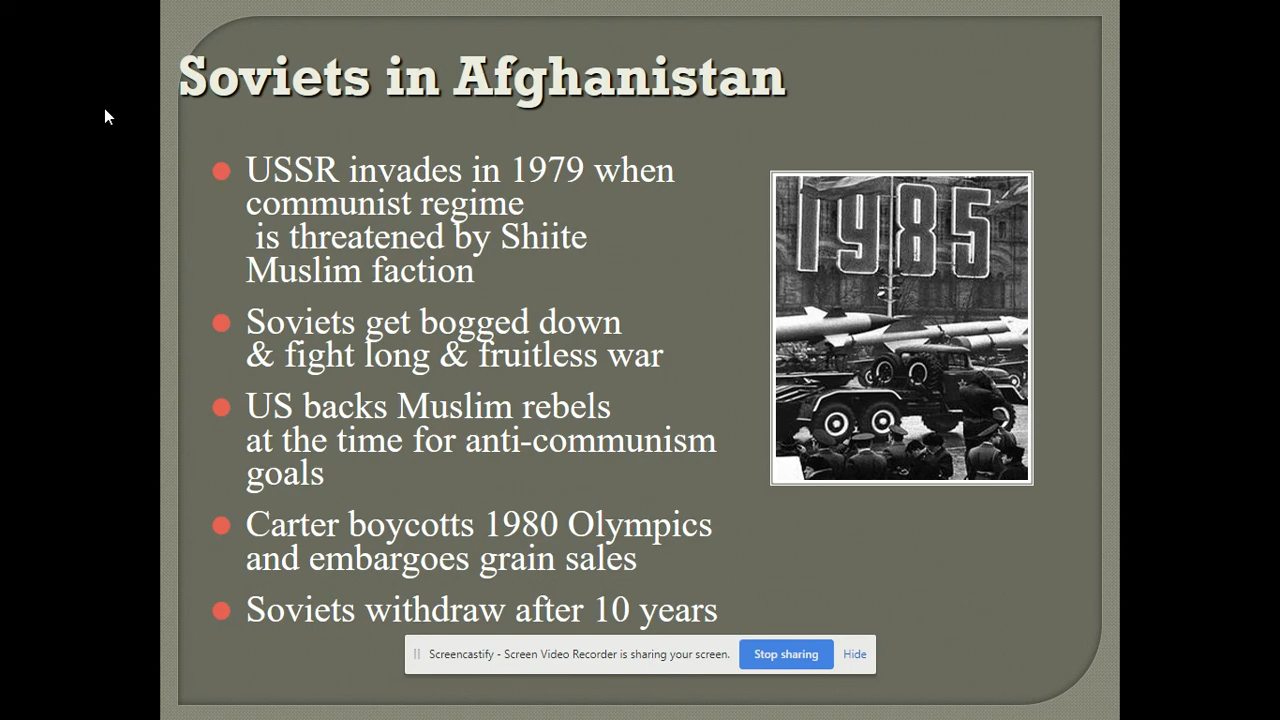 Soviets in Afghanistan
USSR invades in 1979 when
communist regime
is threatened by Shiite
Muslim faction
Soviets get bogged down
& fight long & fruitless war
US backs Muslim rebels
at the time for anti-communism
goals
Carter boycotts 1980 Olympics
and embargoes grain sales
Soviets withdraw after 10 years
1985
Screencastify - Screen Video Recorder is sharing your screen. Stop sharing Hide